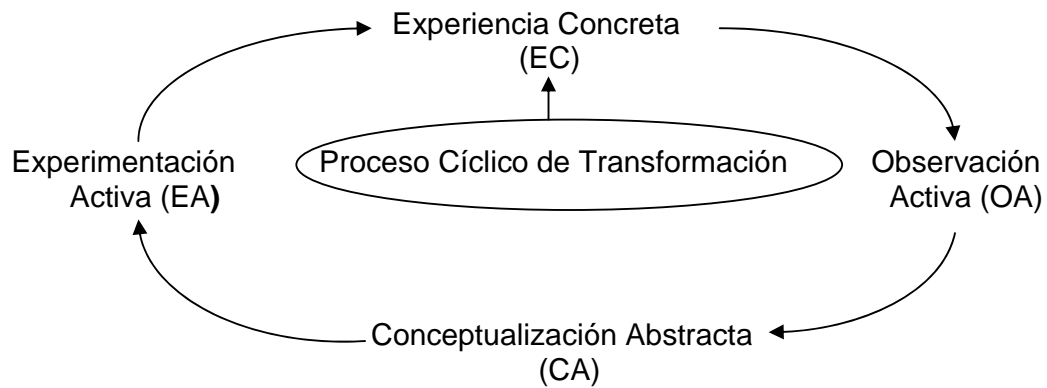 Experiencia Concreta
(EC)
Experimentación
Activa (EA)
Proceso Cíclico de Transformación
Observación
Activa (OA)
Conceptualización Abstracta
(CA)